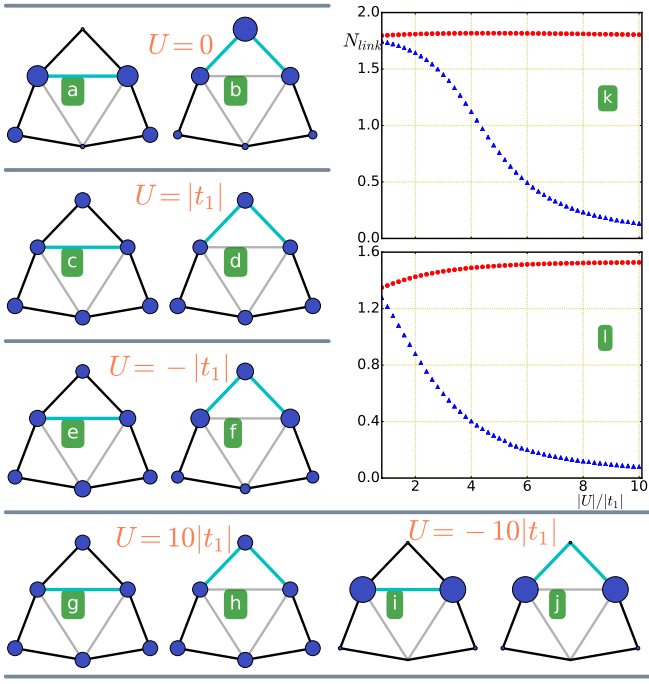 U = 0
a
b
U = |t₁|
c
d
U = −|t₁|
e
f
U = 10|t₁|
g
h
U = −10|t₁|
i
j
N_link
2.0
1.5
1.0
0.5
0.0
k
1.6
1.2
0.8
0.4
0.0
l
2 4 6 8 10
|U|/|t₁|